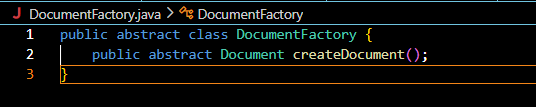 J DocumentFactory.java > DocumentFactory
1 public abstract class DocumentFactory {
2     public abstract Document createDocument();
3 }